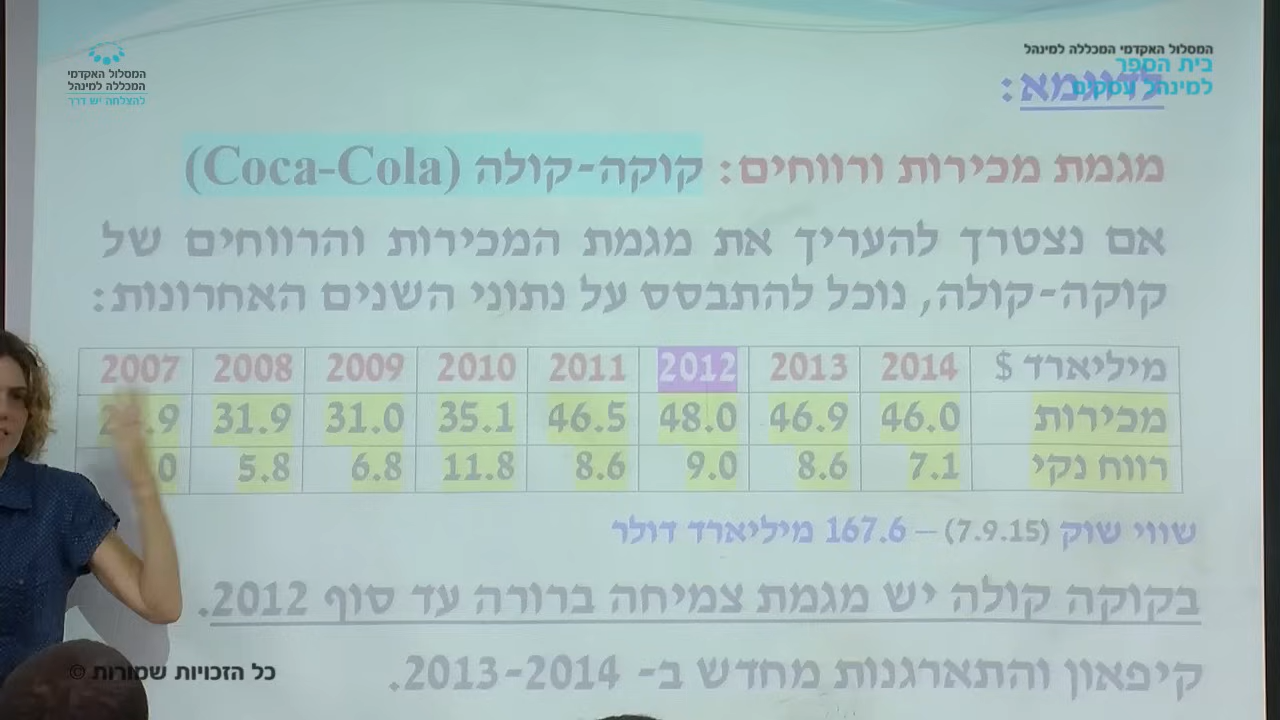 המסלול האקדמי המכללה למינהל
בית הספר
למינהל עסקים
המסלול האקדמי
המכללה למינהל
להצלחה יש דרך
לדוגמא:
מגמת מכירות ורווחים: קוקה-קולה (Coca-Cola)
אם נצטרך להעריך את מגמת המכירות והרווחים של
קוקה-קולה, נוכל להתבסס על נתוני השנים האחרונות:
מיליארד $ 2014 2013 2012 2011 2010 2009 2008 2007
מכירות 46.0 46.9 48.0 46.5 35.1 31.0 31.9
רווח נקי 7.1 8.6 9.0 8.6 11.8 6.8 5.8
שווי שוק (7.9.15) – 167.6 מיליארד דולר
בקוקה קולה יש מגמת צמיחה ברורה עד סוף 2012.
קיפאון והתארגנות מחדש ב- 2013-2014.
כל הזכויות שמורות ©